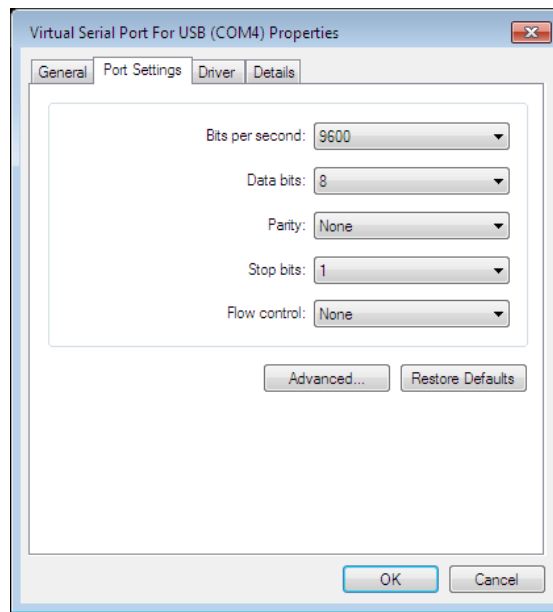 Virtual Serial Port For USB (COM4) Properties
General Port Settings Driver Details
Bits per second: 9600
Data bits: 8
Parity: None
Stop bits: 1
Flow control: None
Advanced... Restore Defaults
OK Cancel